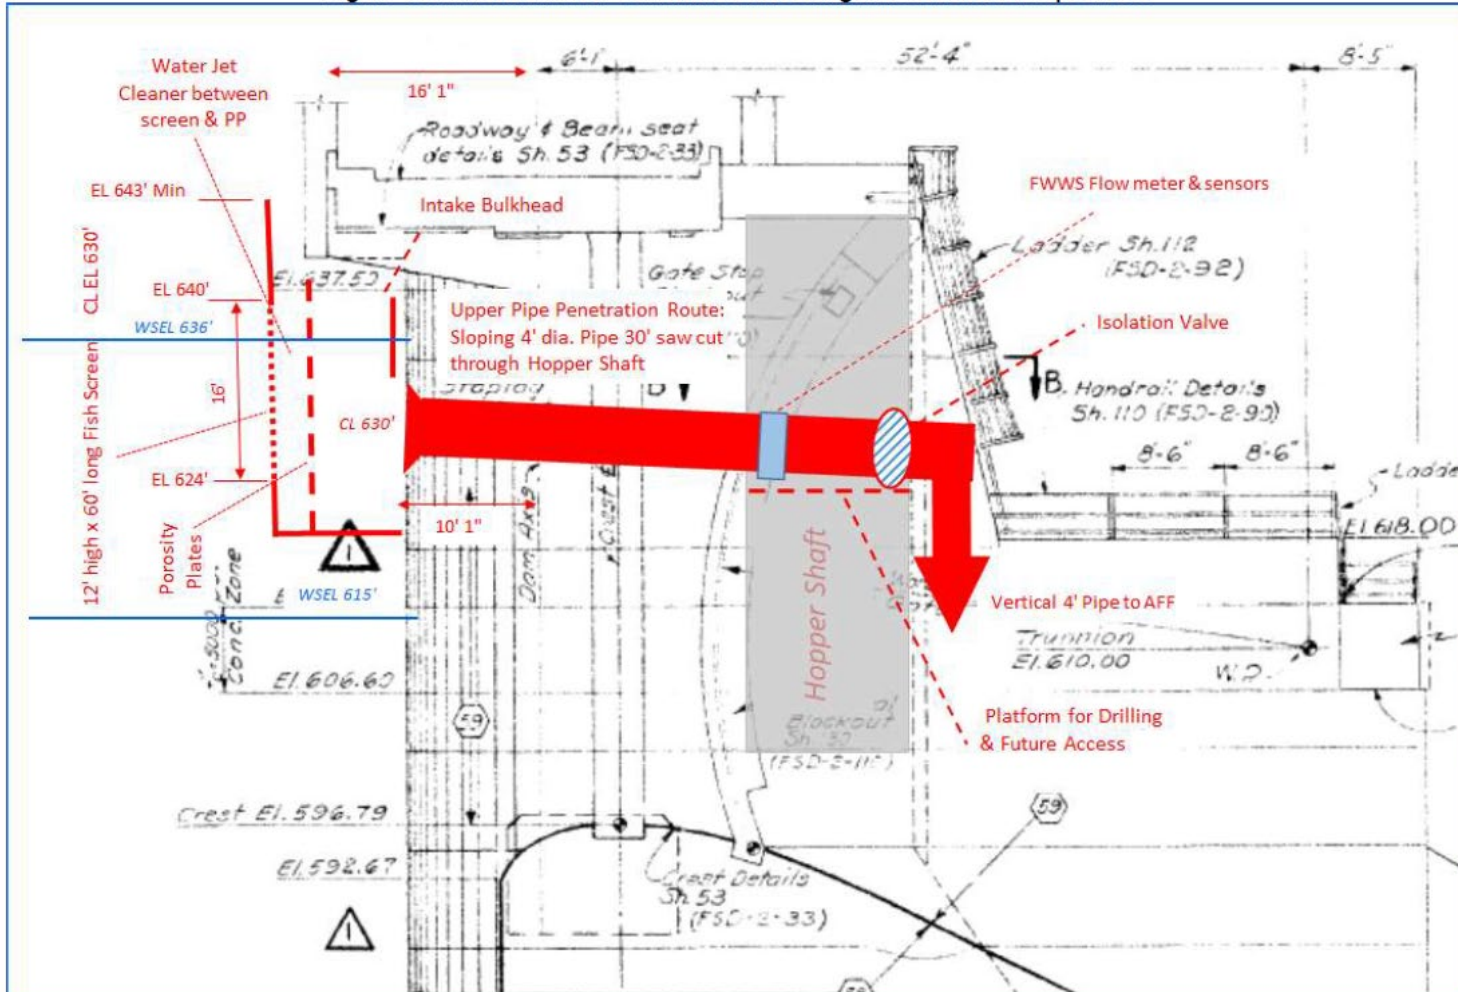 6'-1"
52'-4"
8'-5"
Water Jet
Cleaner between
screen & PP
16' 1"
Roadway & Beam seat
details Sh. 53 (FSD-2-33)
EL 643' Min
Intake Bulkhead
FWWS Flow meter & sensors
Ladder Sh. 112
(FSD-2-92)
CL EL 630'
EL 640'
El. 637.50
Gate Stop
WSEL 636'
Upper Pipe Penetration Route:
Sloping 4' dia. Pipe 30' saw cut
through Hopper Shaft
Isolation Valve
B
Handrail Details
Sh. 110 (FSD-2-90)
12' high x 60' long Fish Screen
16'
CL 630'
8'-6"
8'-6"
EL 624'
10' 1"
El 618.00
Porosity
Plates
1
Dam Axis
Crest
Hopper Shaft
WSEL 615'
Conc. Zone
Vertical 4' Pipe to AFF
Trunnion
El. 610.00
W.P.
El. 606.60
59
Platform for Drilling
& Future Access
Blockout
Crest El. 596.79
59
El. 592.67
Crest Details
Sh 53
(FSD-2-33)
1